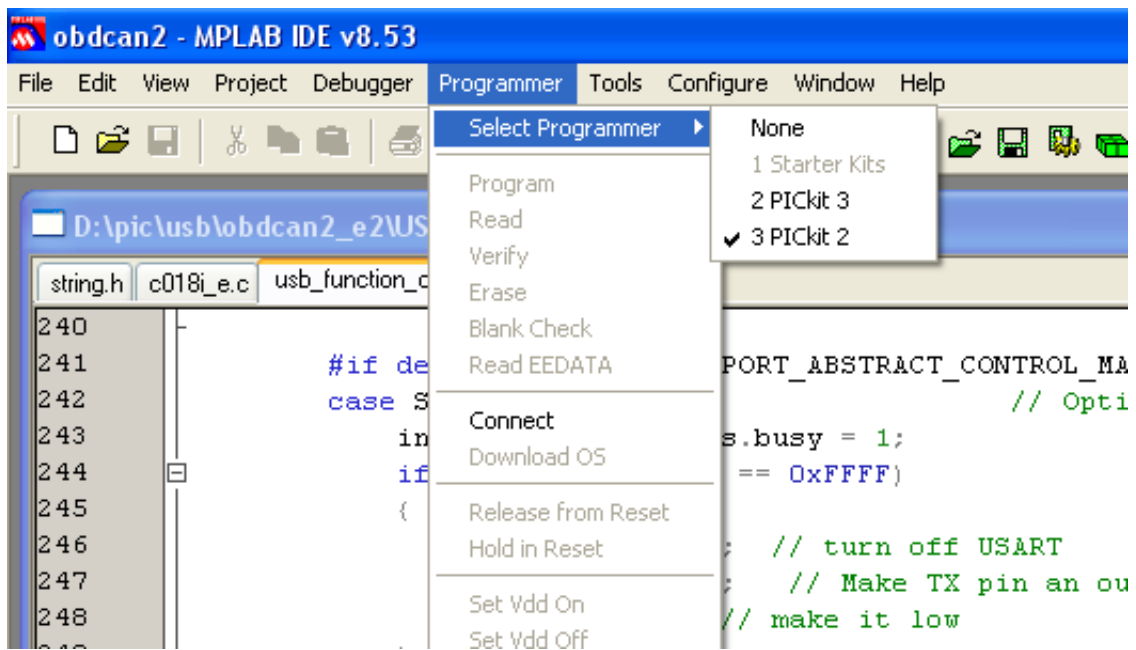 obdcan2 - MPLAB IDE v8.53
File Edit View Project Debugger Programmer Tools Configure Window Help
Select Programmer
None
1 Starter Kits
2 PICkit 3
3 PICkit 2
Program
Read
Verify
Erase
Blank Check
Read EEDATA
Connect
Download OS
Release from Reset
Hold in Reset
Set Vdd On
Set Vdd Off
D:\pic\usb\obdcan2_e2\US
string.h c018i_e.c usb_function_c
240
241 #if de PORT_ABSTRACT_CONTROL_MA
242 case S // Opti
243 in s.busy = 1;
244 if == 0xFFFF)
245 {
246 ; // turn off USART
247 ; // Make TX pin an ou
248 // make it low